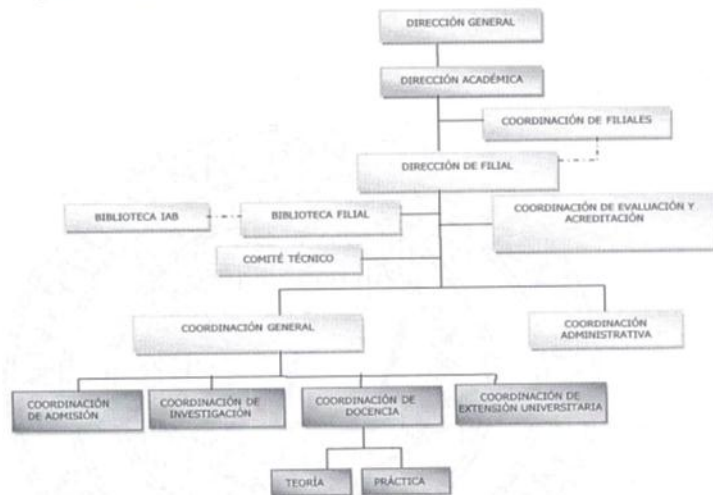 DIRECCIÓN GENERAL
DIRECCIÓN ACADÉMICA
COORDINACIÓN DE FILIALES
DIRECCIÓN DE FILIAL
BIBLIOTECA IAB
BIBLIOTECA FILIAL
COORDINACIÓN DE EVALUACIÓN Y
ACREDITACIÓN
COMITÉ TÉCNICO
COORDINACIÓN GENERAL
COORDINACIÓN
ADMINISTRATIVA
COORDINACIÓN
DE ADMISIÓN
COORDINACIÓN DE
INVESTIGACIÓN
COORDINACIÓN DE
DOCENCIA
COORDINACIÓN DE
EXTENSIÓN UNIVERSITARIA
TEORÍA
PRÁCTICA